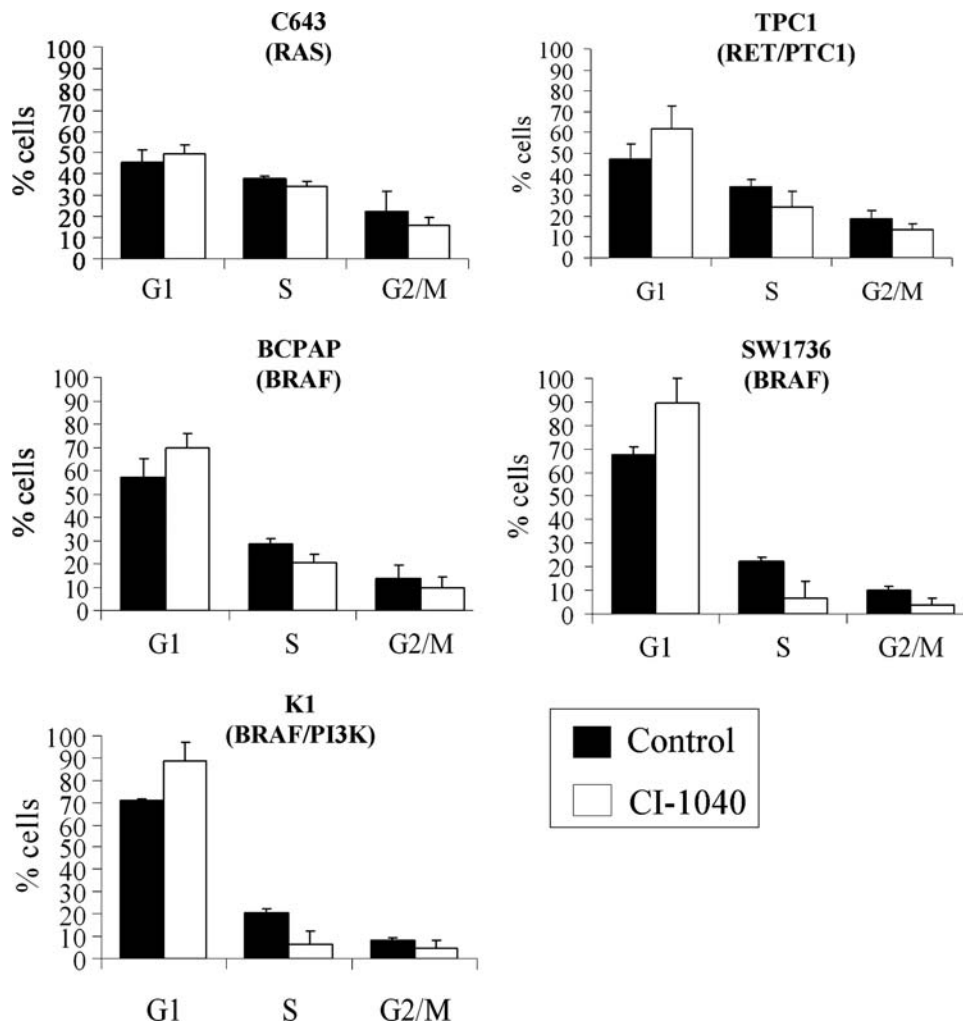 C643
(RAS)
100
90
80
70
60
50
40
30
20
10
0
% cells
G1 S G2/M
TPC1
(RET/PTC1)
100
90
80
70
60
50
40
30
20
10
0
% cells
G1 S G2/M
BCPAP
(BRAF)
100
90
80
70
60
50
40
30
20
10
0
% cells
G1 S G2/M
SW1736
(BRAF)
100
90
80
70
60
50
40
30
20
10
0
% cells
G1 S G2/M
K1
(BRAF/PI3K)
100
90
80
70
60
50
40
30
20
10
0
% cells
G1 S G2/M
Control
CI-1040